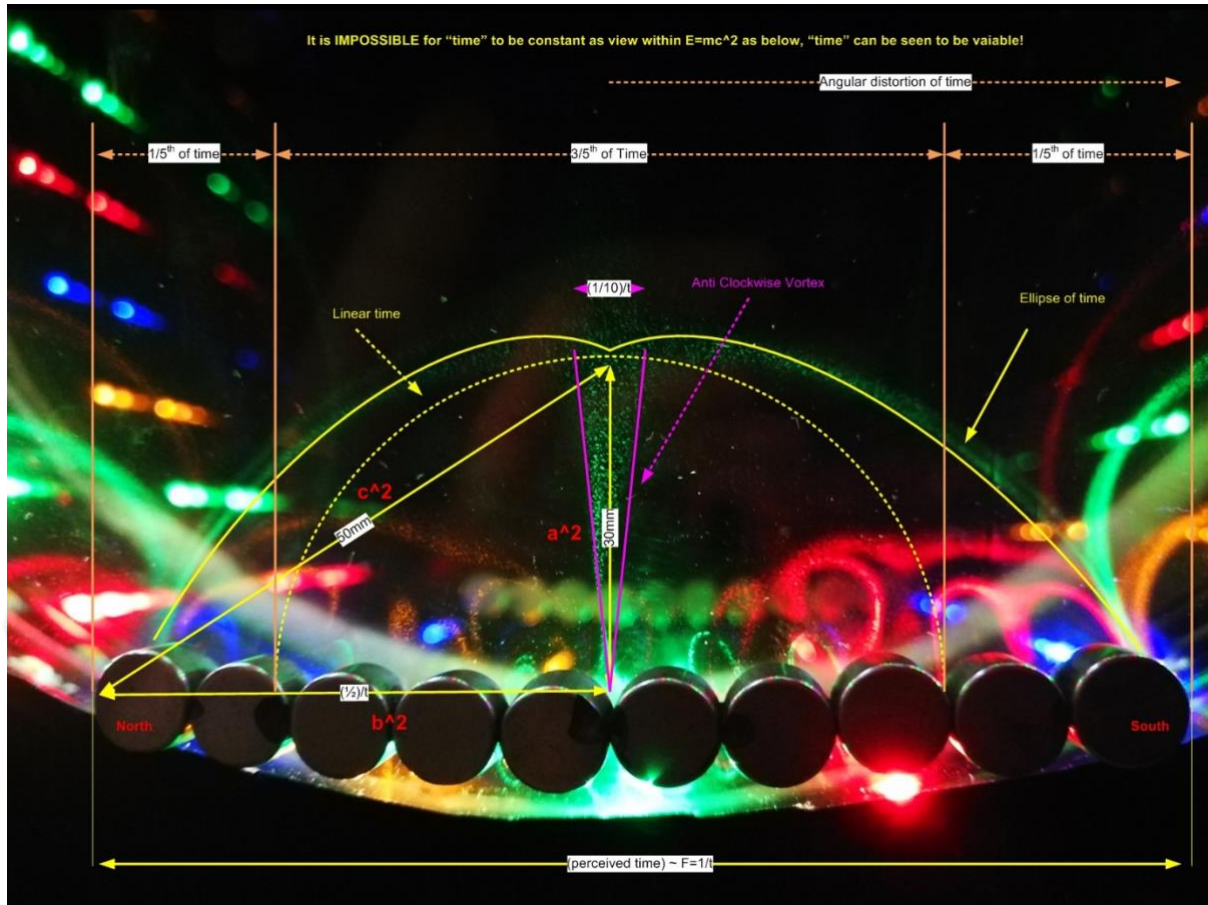 It is IMPOSSIBLE for “time” to be constant as view within E=mc^2 as below, “time” can be seen to be vaiable!
Angular distortion of time
1/5th of time
3/5th of Time
1/5th of time
(1/10)/t
Anti Clockwise Vortex
Linear time
Ellipse of time
c^2
50mm
a^2
30mm
(½)/t
North
b^2
South
(perceived time) ~ F=1/t